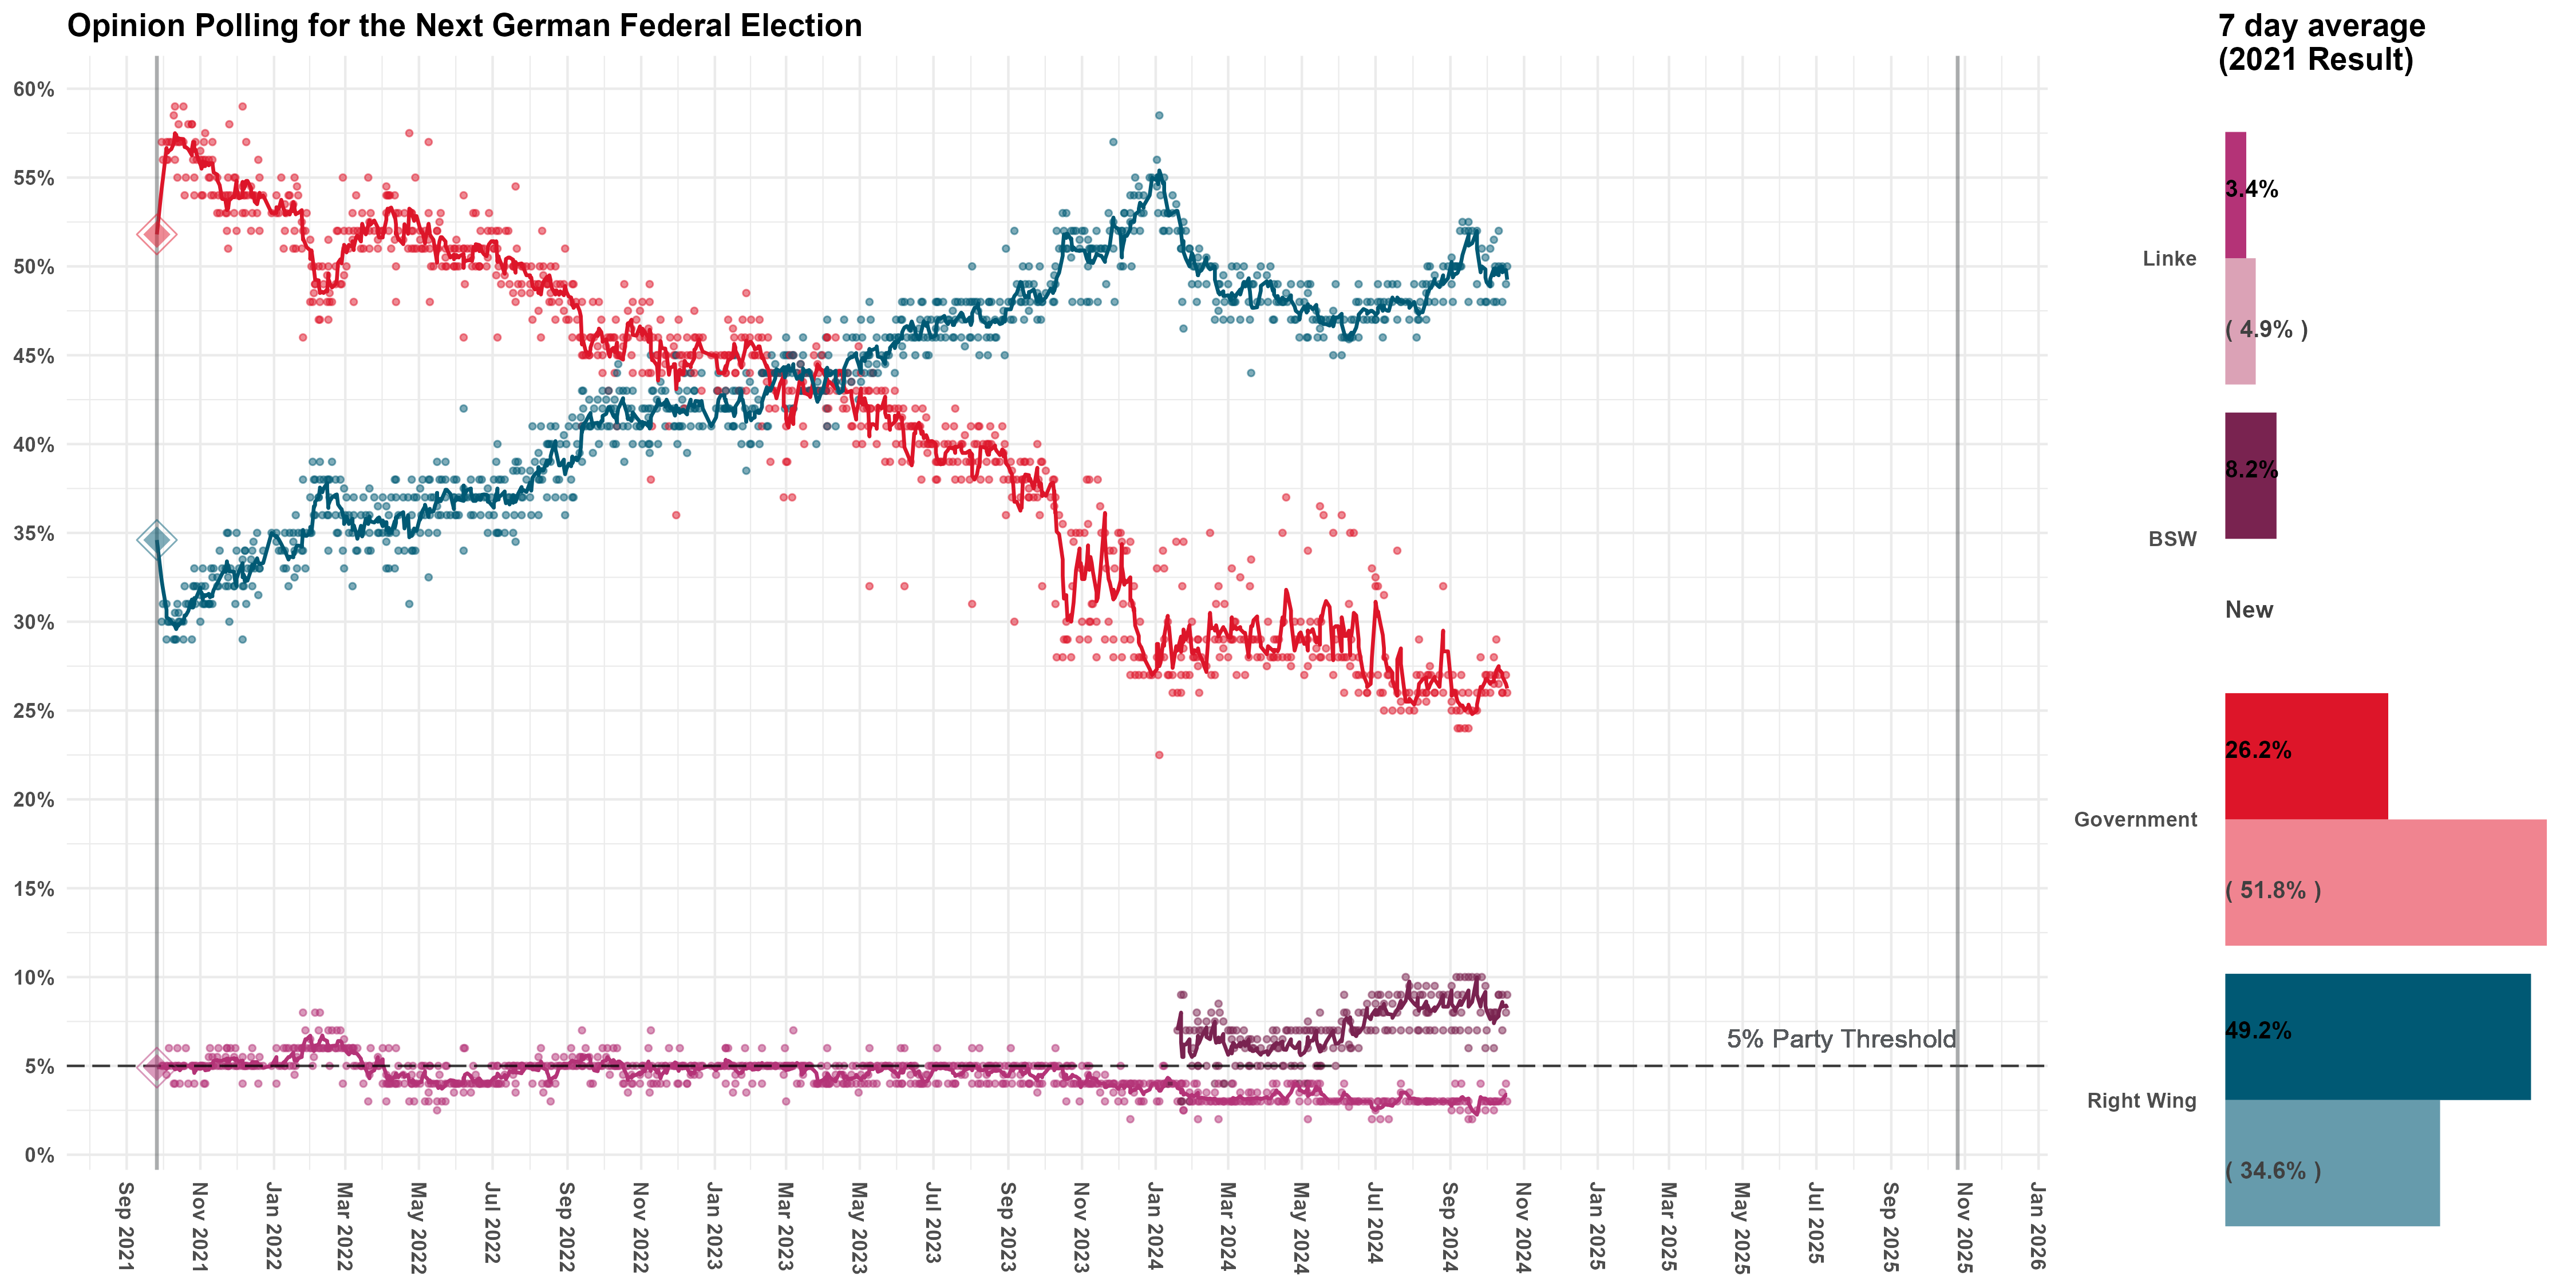 Opinion Polling for the Next German Federal Election
7 day average
(2021 Result)
60%
55%
50%
45%
40%
35%
30%
25%
20%
15%
10%
5%
0%
5% Party Threshold
Sep 2021
Nov 2021
Jan 2022
Mar 2022
May 2022
Jul 2022
Sep 2022
Nov 2022
Jan 2023
Mar 2023
May 2023
Jul 2023
Sep 2023
Nov 2023
Jan 2024
Mar 2024
May 2024
Jul 2024
Sep 2024
Nov 2024
Jan 2025
Mar 2025
May 2025
Jul 2025
Sep 2025
Nov 2025
Jan 2026
Linke
3.4%
( 4.9% )
BSW
8.2%
New
Government
26.2%
( 51.8% )
Right Wing
49.2%
( 34.6% )